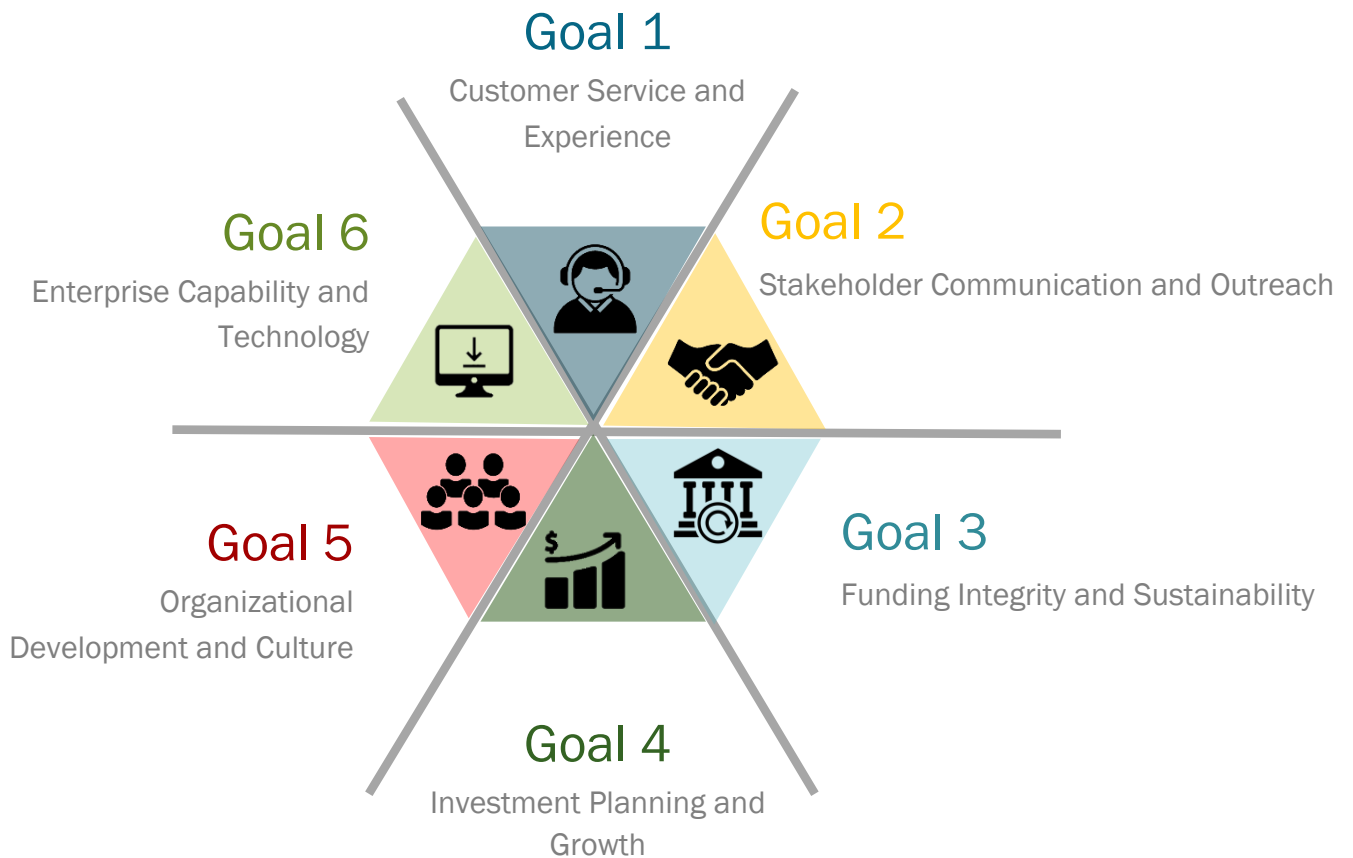 Goal 1
Customer Service and
Experience
Goal 2
Stakeholder Communication and Outreach
Goal 3
Funding Integrity and Sustainability
Goal 4
Investment Planning and
Growth
Goal 5
Organizational
Development and Culture
Goal 6
Enterprise Capability and
Technology
$